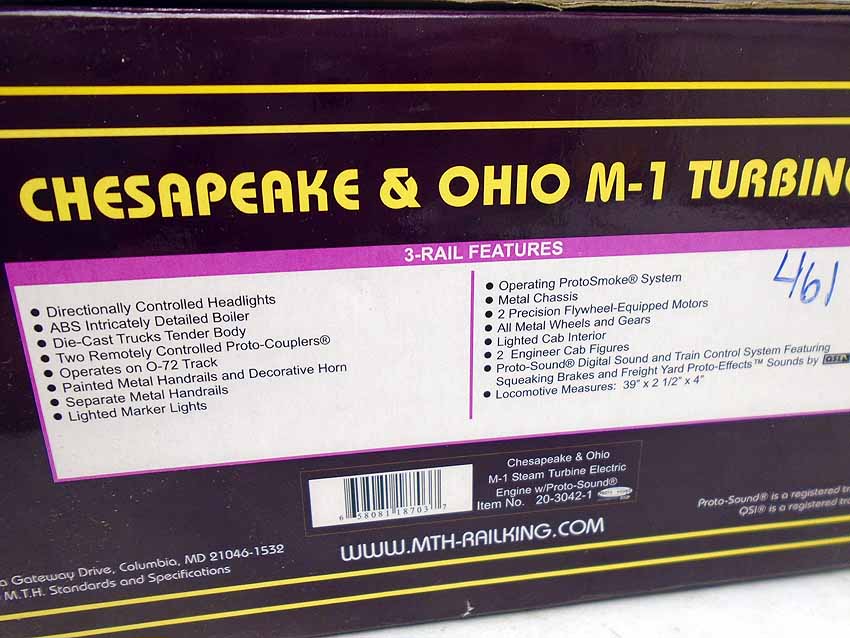 CHESAPEAKE & OHIO M-1 TURBINE
3-RAIL FEATURES
461
● Directionally Controlled Headlights
● ABS Intricately Detailed Boiler
● Die-Cast Trucks Tender Body
● Two Remotely Controlled Proto-Couplers®
● Operates on O-72 Track
● Painted Metal Handrails and Decorative Horn
● Separate Metal Handrails
● Lighted Marker Lights
● Operating ProtoSmoke® System
● Metal Chassis
● 2 Precision Flywheel-Equipped Motors
● All Metal Wheels and Gears
● Lighted Cab Interior
● 2 Engineer Cab Figures
● Proto-Sound® Digital Sound and Train Control System Featuring
Squeaking Brakes and Freight Yard Proto-Effects™ Sounds by QSI
● Locomotive Measures: 39" x 2 1/2" x 4"
6 58081 18703 7
Chesapeake & Ohio
M-1 Steam Turbine Electric
Engine w/Proto-Sound®
Item No. 20-3042-1
WWW.MTH-RAILKING.COM
Proto-Sound® is a registered
QSI® is a registered
a Gateway Drive, Columbia, MD 21046-1532
M.T.H. Standards and Specifications